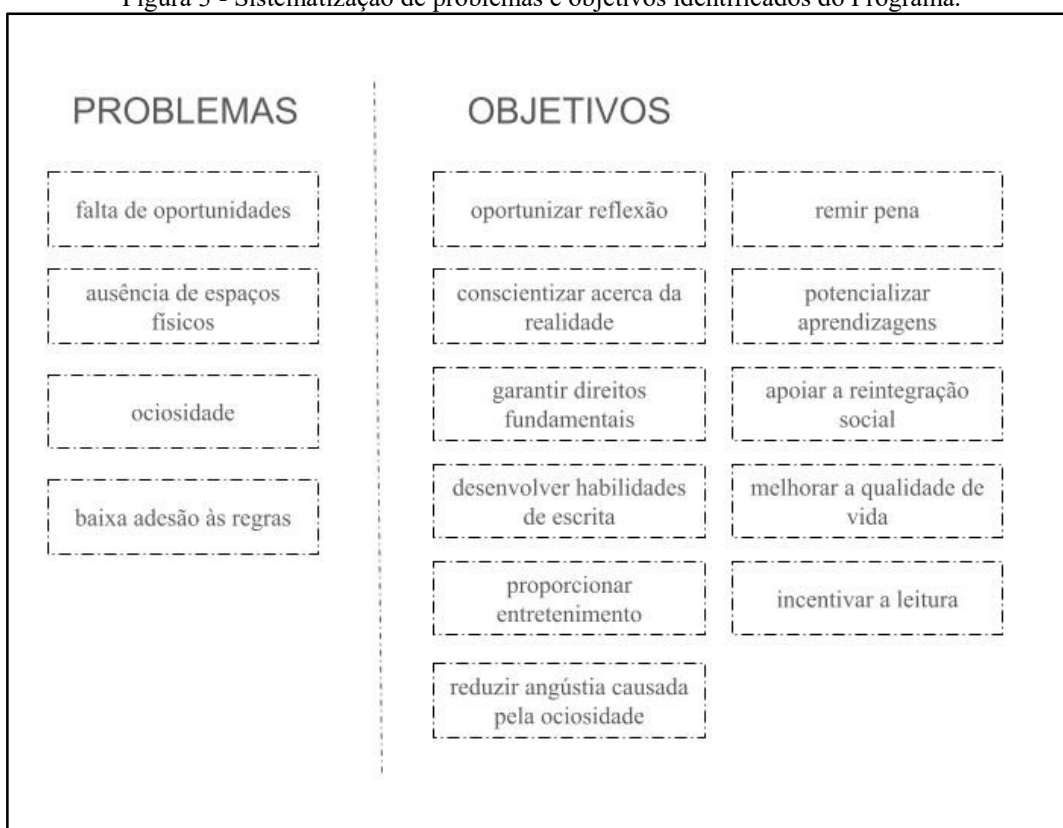 Figura 5 - Sistematização de problemas e objetivos identificados do Programa.
PROBLEMAS
falta de oportunidades
ausência de espaços
físicos
ociosidade
baixa adesão às regras
OBJETIVOS
oportunizar reflexão
conscientizar acerca da
realidade
garantir direitos
fundamentais
desenvolver habilidades
de escrita
proporcionar
entretenimento
reduzir angústia causada
pela ociosidade
remir pena
potencializar
aprendizagens
apoiar a reintegração
social
melhorar a qualidade de
vida
incentivar a leitura